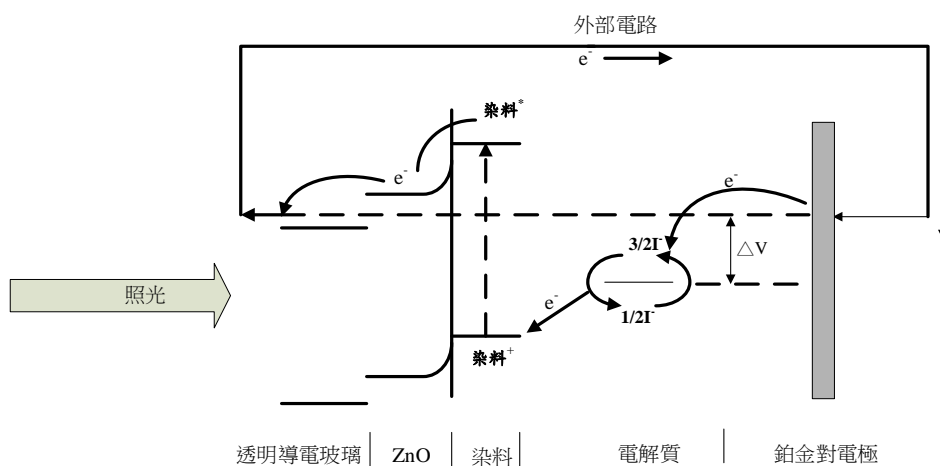 外部電路
e⁻
染料*
e⁻
e⁻
3/2I⁻
△V
照光
e⁻
1/2I⁻
染料⁺
透明導電玻璃 ZnO 染料 電解質 鉑金對電極